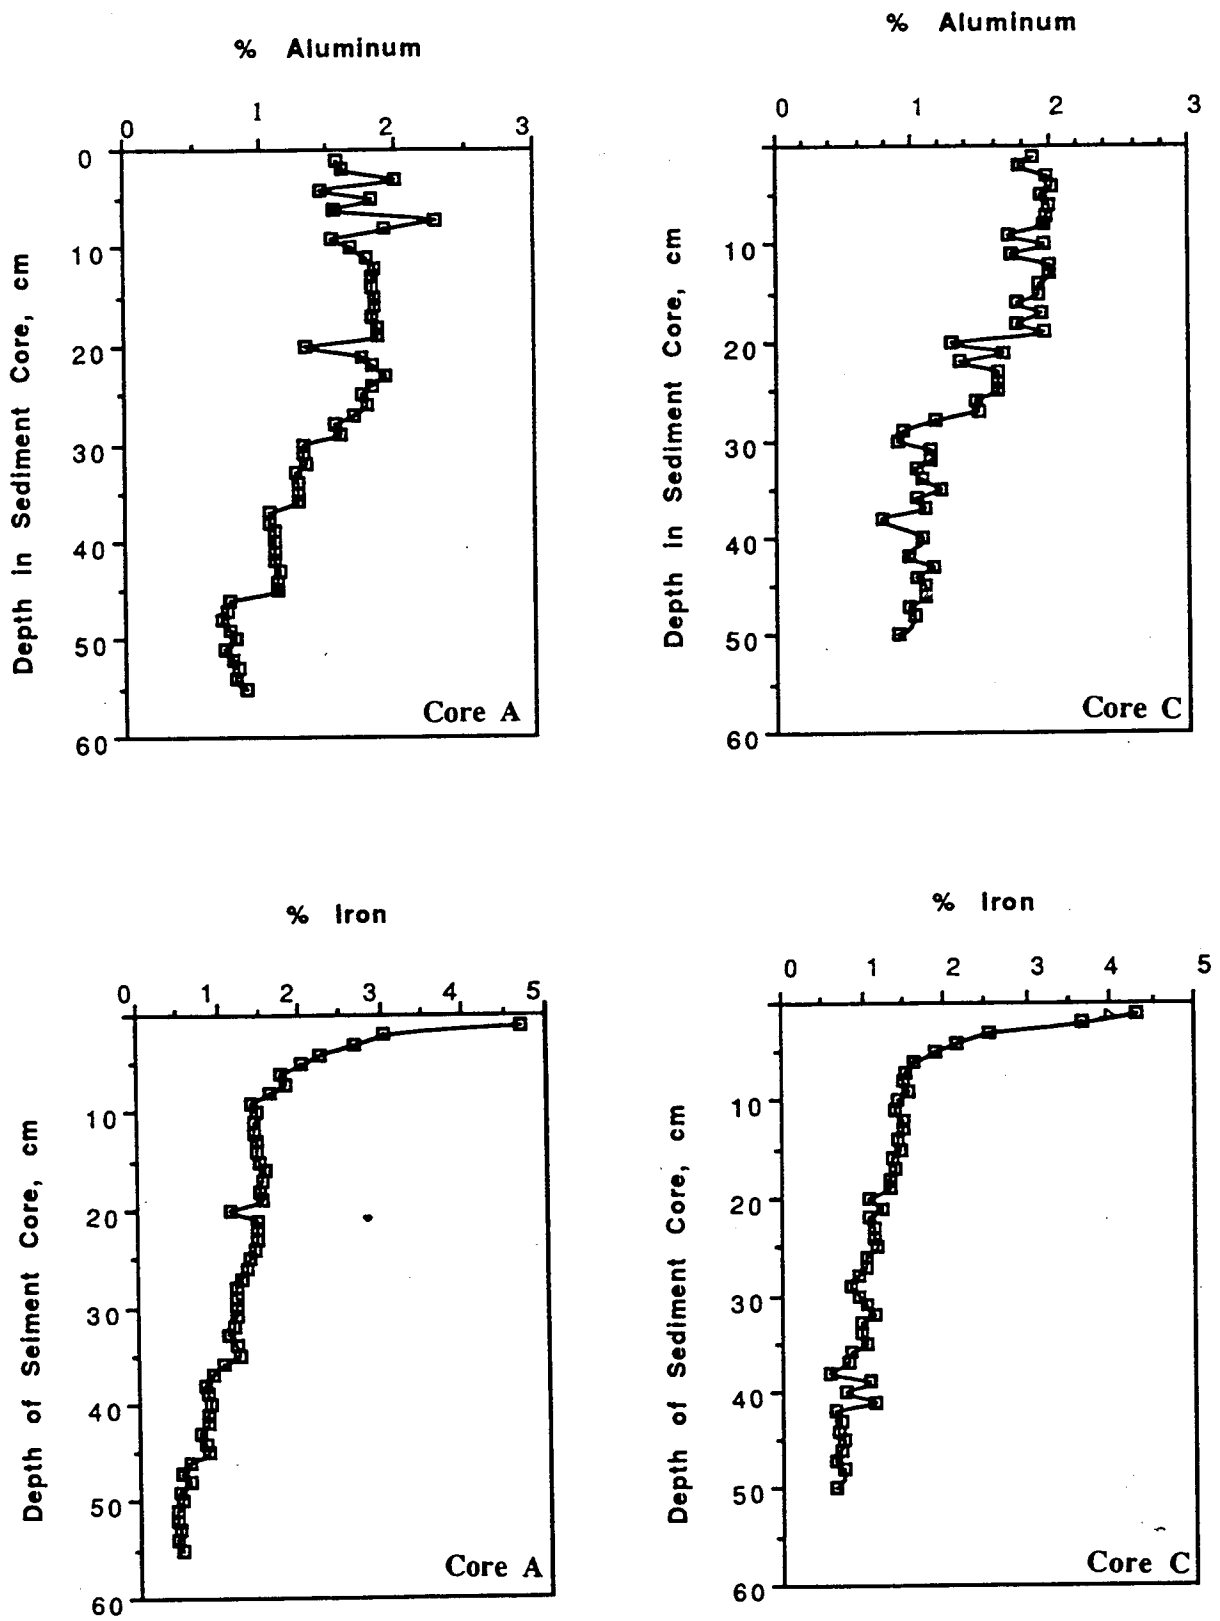 % Aluminum
0 1 2 3
0
10
20
30
40
50
60
Depth in Sediment Core, cm
Core A
% Aluminum
0 1 2 3
10
20
30
40
50
60
Depth in Sediment Core, cm
Core C
% Iron
0 1 2 3 4 5
10
20
30
40
50
60
Depth of Seiment Core, cm
Core A
% Iron
0 1 2 3 4 5
10
20
30
40
50
60
Depth of Sediment Core, cm
Core C